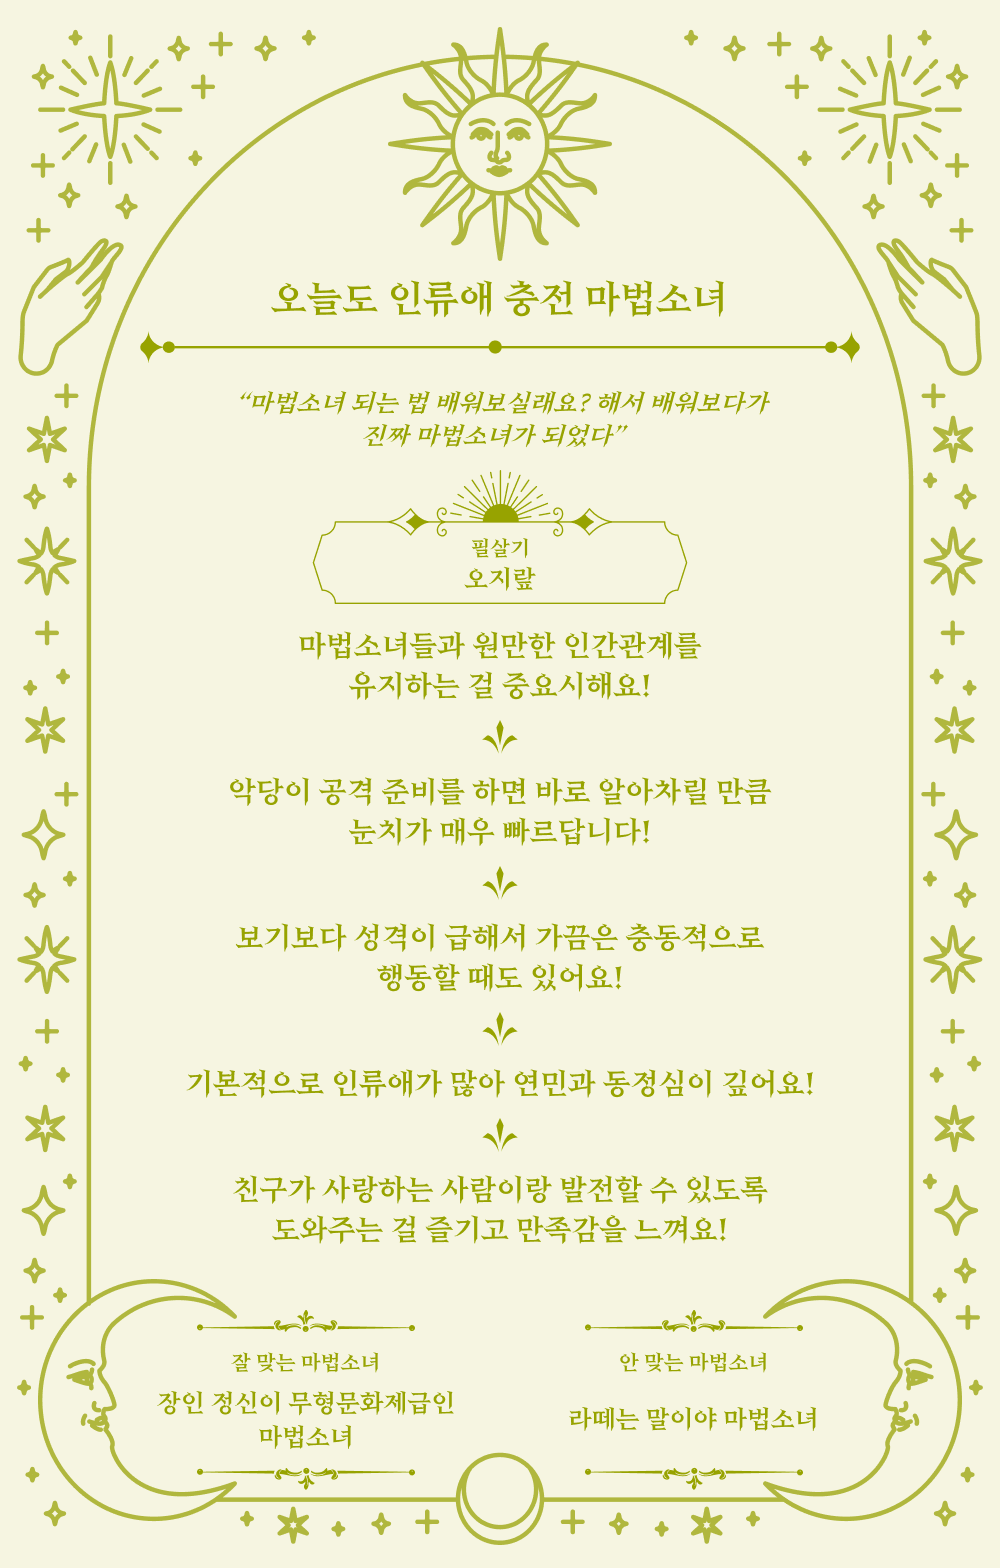 오늘도 인류애 충전 마법소녀
“마법소녀 되는 법 배워보실래요? 해서 배워보다가
진짜 마법소녀가 되었다”
필살기
오지랖
마법소녀들과 원만한 인간관계를
유지하는 걸 중요시해요!
악당이 공격 준비를 하면 바로 알아차릴 만큼
눈치가 매우 빠르답니다!
보기보다 성격이 급해서 가끔은 충동적으로
행동할 때도 있어요!
기본적으로 인류애가 많아 연민과 동정심이 깊어요!
친구가 사랑하는 사람이랑 발전할 수 있도록
도와주는 걸 즐기고 만족감을 느껴요!
잘 맞는 마법소녀
장인 정신이 무형문화제급인
마법소녀
안 맞는 마법소녀
라떼는 말이야 마법소녀